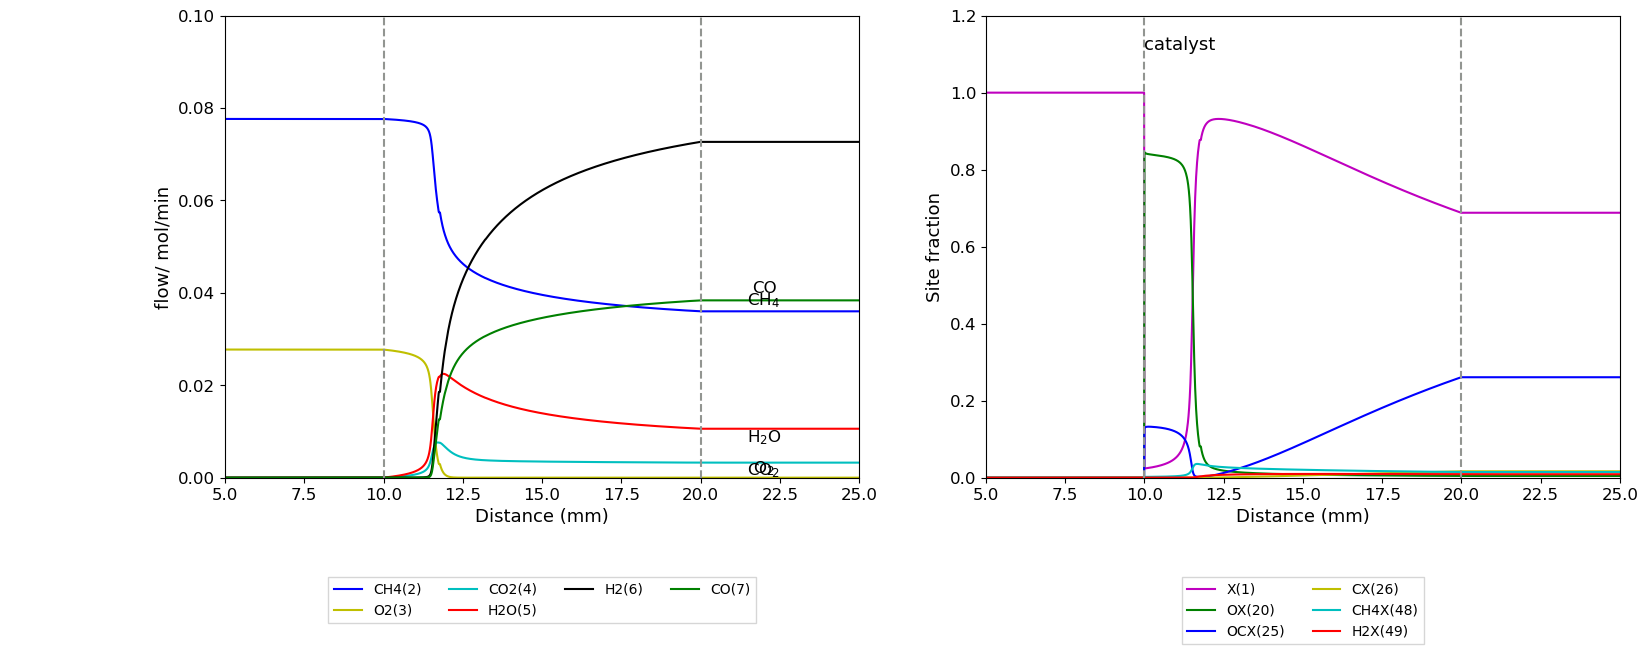 0.10
0.08
0.06
0.04
0.02
0.00
flow/ mol/min
CO
CH₄
H₂O
O₂
CO₂
5.0 7.5 10.0 12.5 15.0 17.5 20.0 22.5 25.0
Distance (mm)
CH4(2) CO2(4) H2(6) CO(7)
O2(3) H2O(5)
1.2
1.0
0.8
0.6
0.4
0.2
0.0
Site fraction
catalyst
5.0 7.5 10.0 12.5 15.0 17.5 20.0 22.5 25.0
Distance (mm)
X(1) CX(26)
OX(20) CH4X(48)
OCX(25) H2X(49)